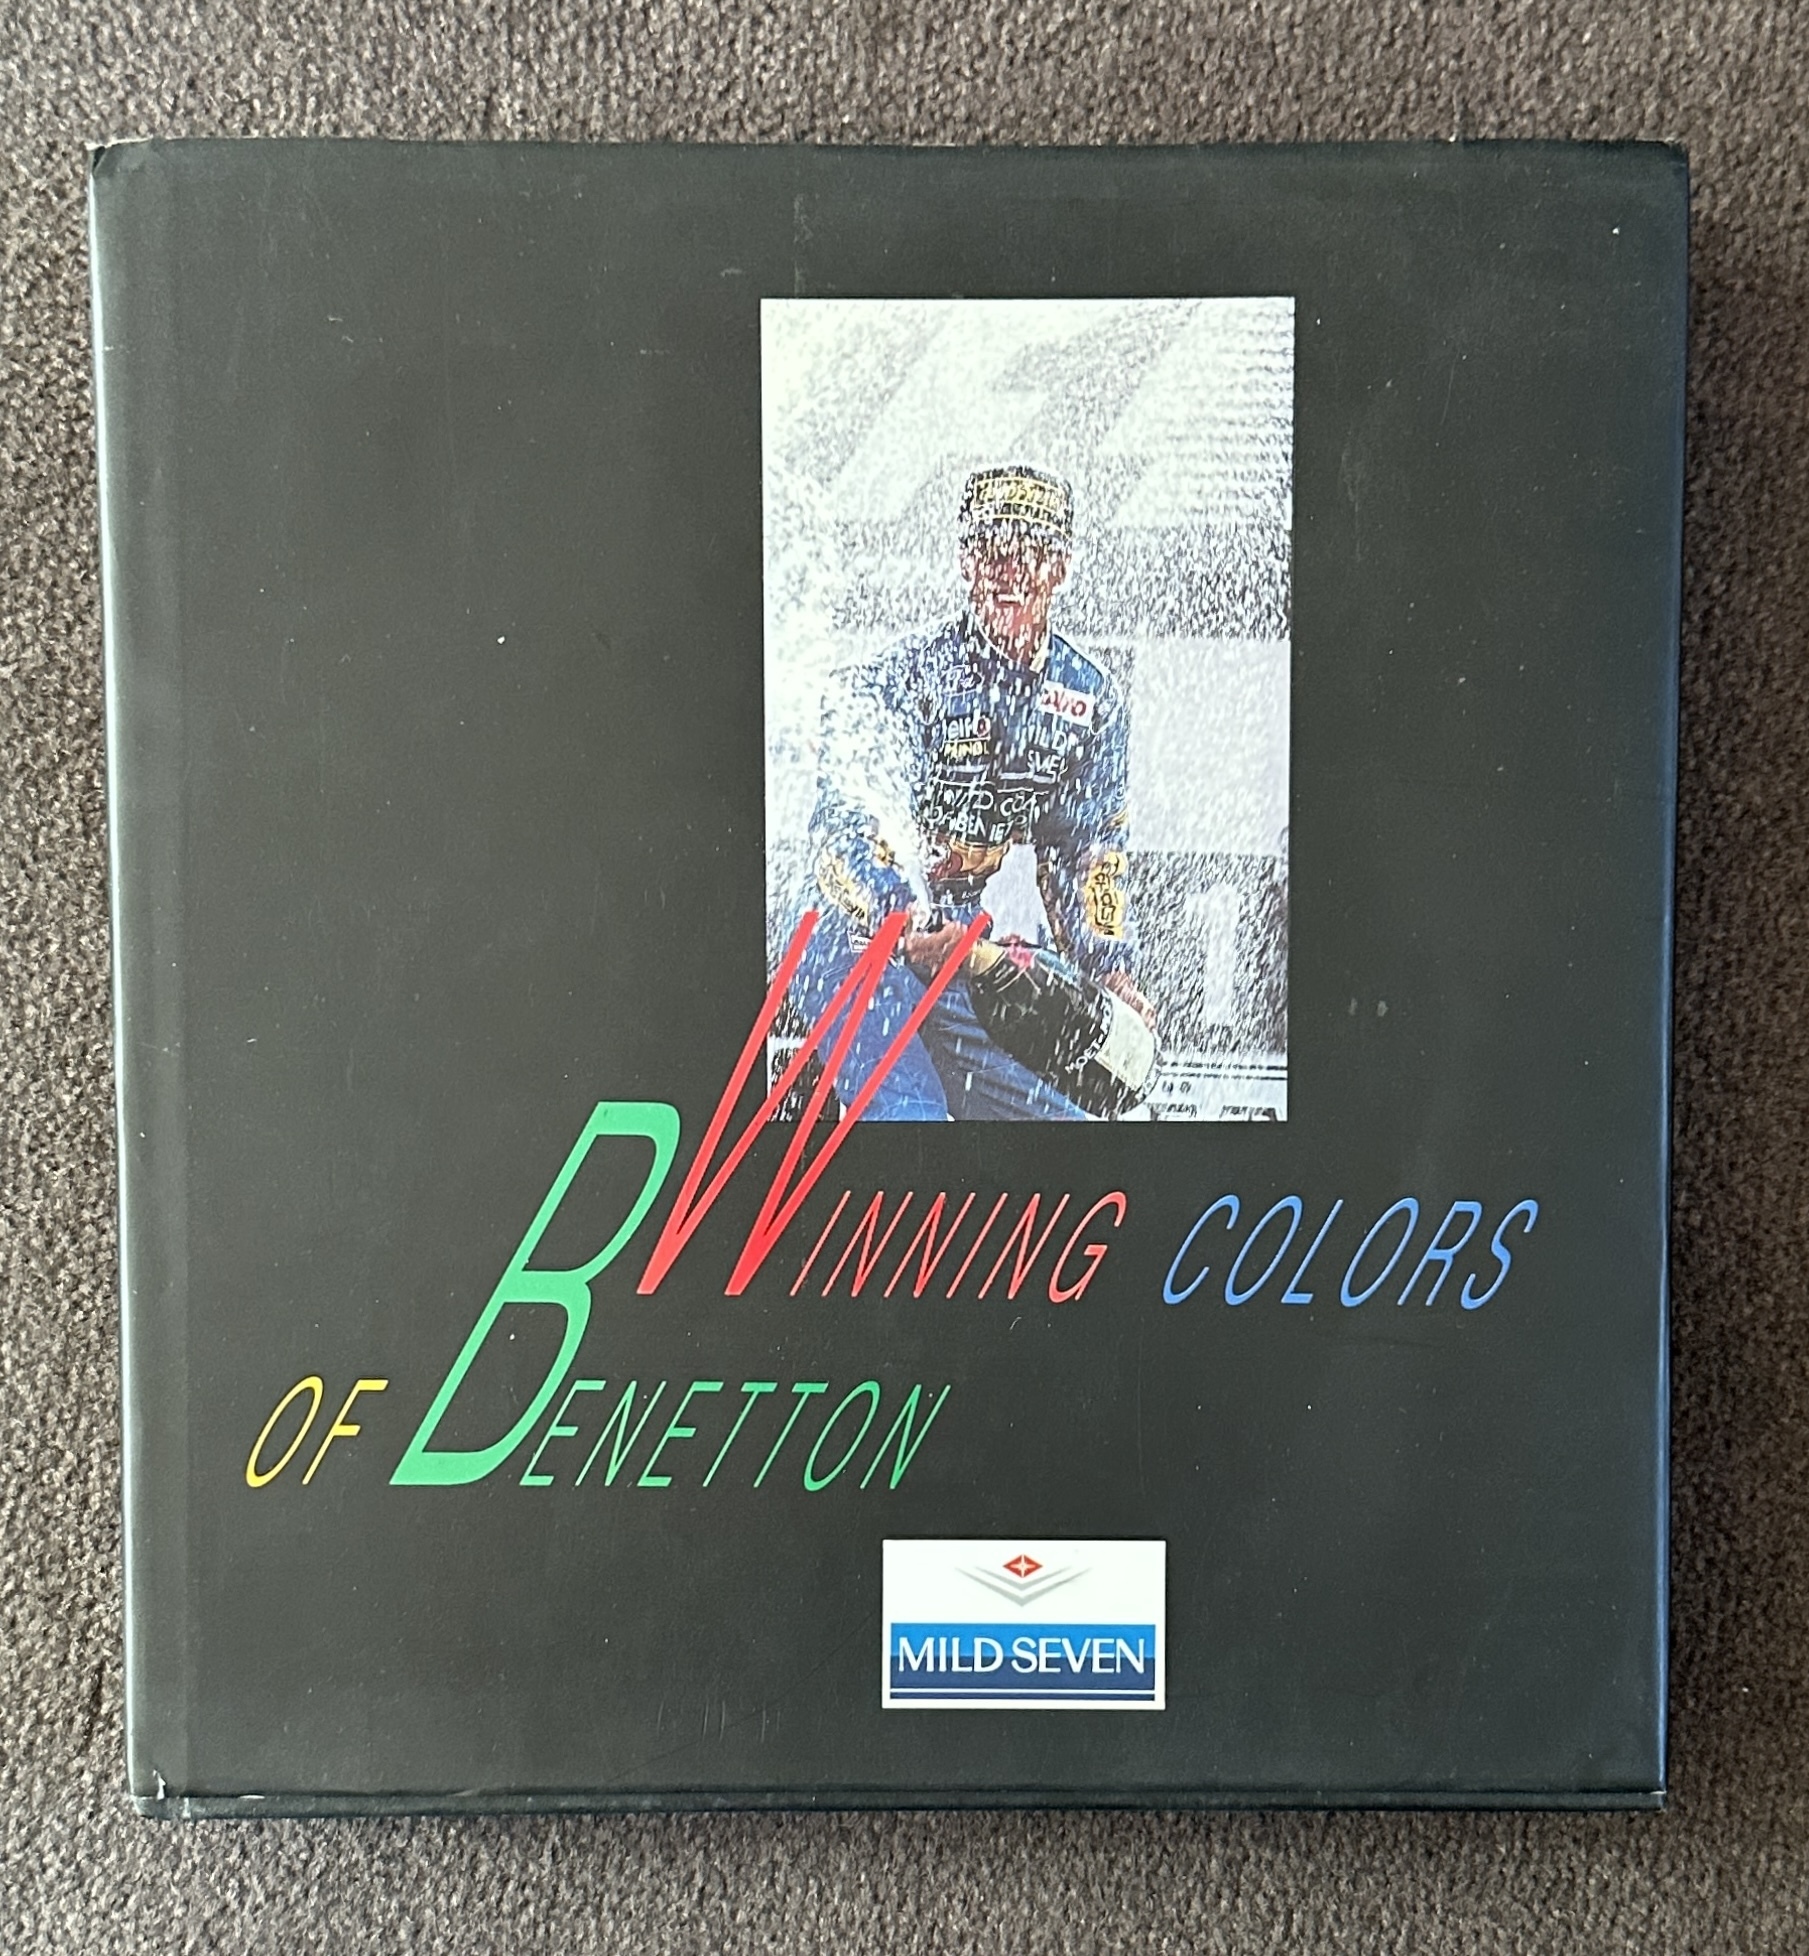 WINNING COLORS
OF BENETTON
MILD SEVEN